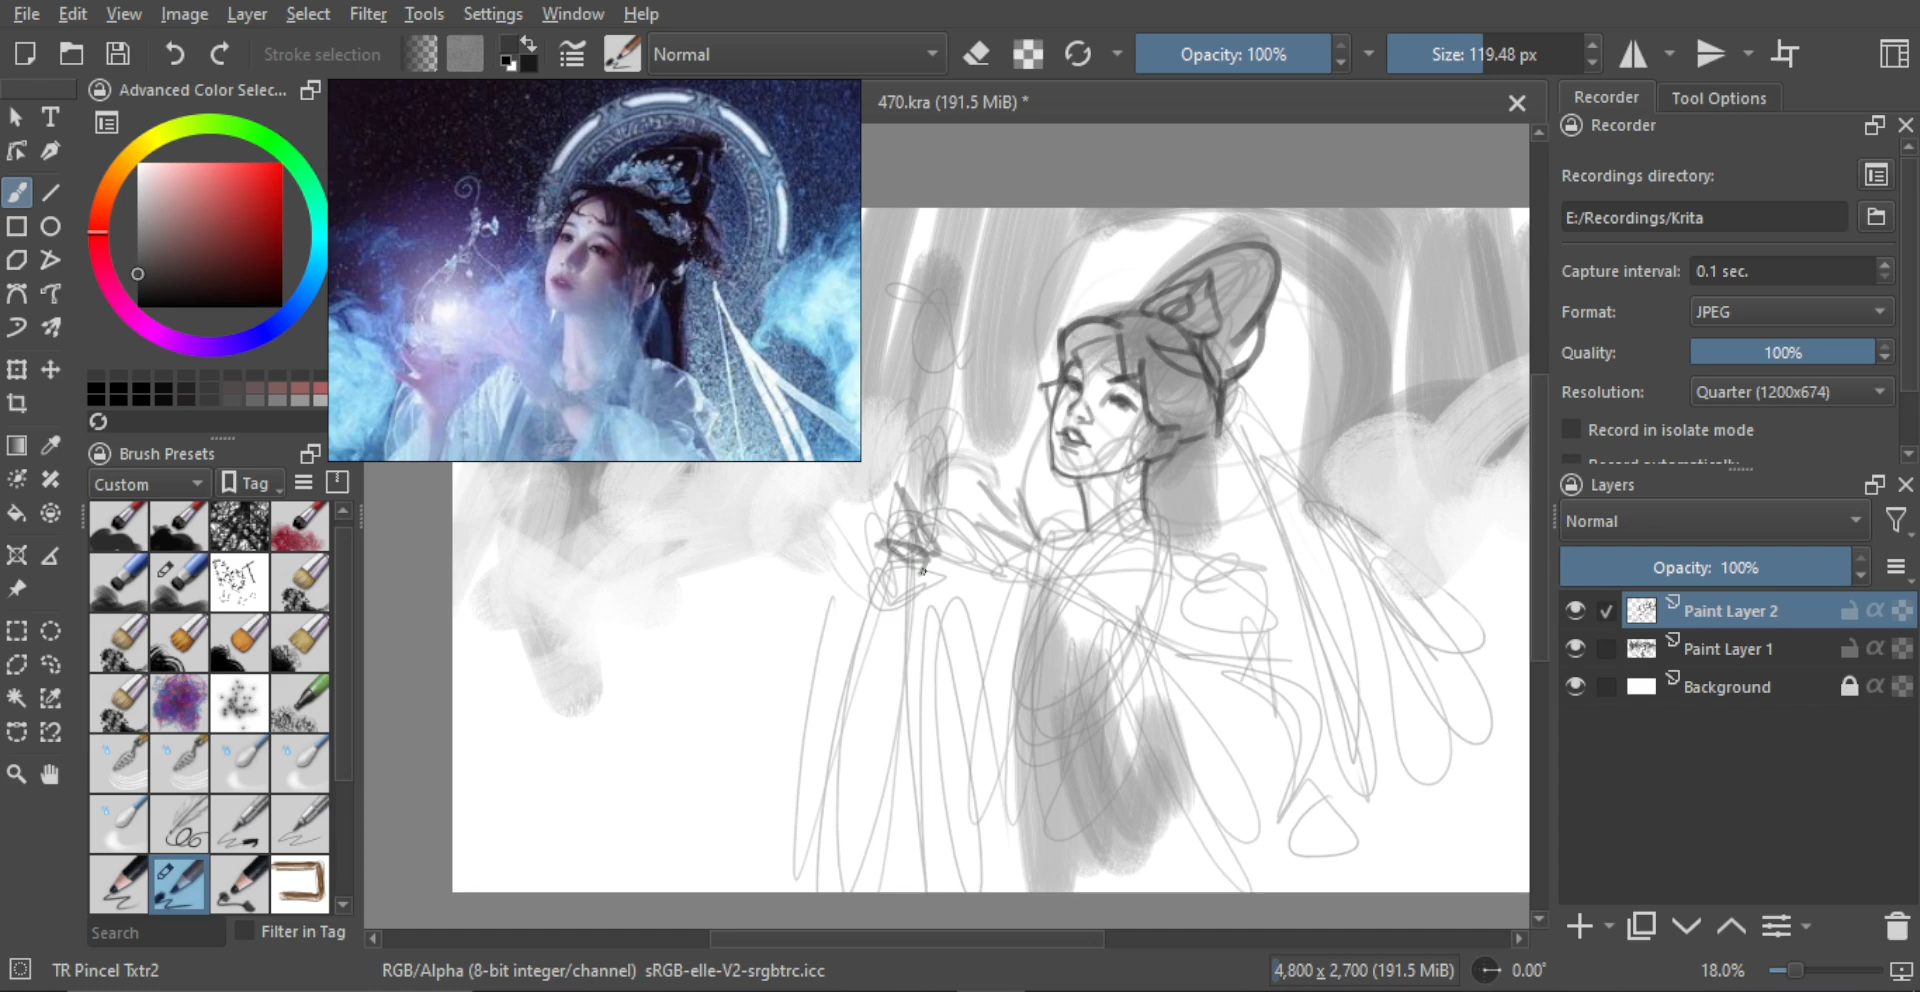 File Edit View Image Layer Select Filter Tools Settings Window Help
Stroke selection Normal Opacity: 100% Size: 119.48 px
Advanced Color Selec...
470.kra (191.5 MiB) *
Recorder Tool Options
Recorder
Recordings directory:
E:/Recordings/Krita
Capture interval: 0.1 sec.
Format: JPEG
Quality: 100%
Resolution: Quarter (1200x674)
Record in isolate mode
Record automatically
Brush Presets
Custom Tag
Layers
Normal
Opacity: 100%
Paint Layer 2
Paint Layer 1
Background
Search Filter in Tag
TR Pincel Txtr2 RGB/Alpha (8-bit integer/channel) sRGB-elle-V2-srgbtrc.icc 4,800 x 2,700 (191.5 MiB) 0.00° 18.0%